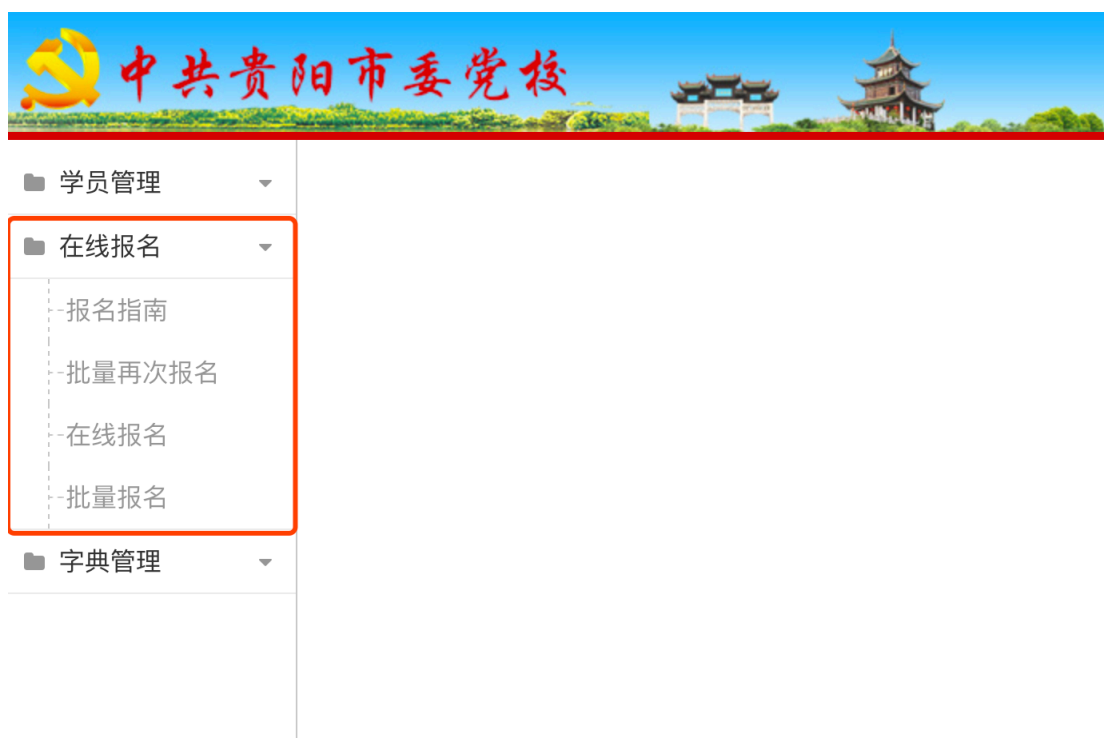 中共贵阳市委党校
学员管理
在线报名
报名指南
批量再次报名
在线报名
批量报名
字典管理